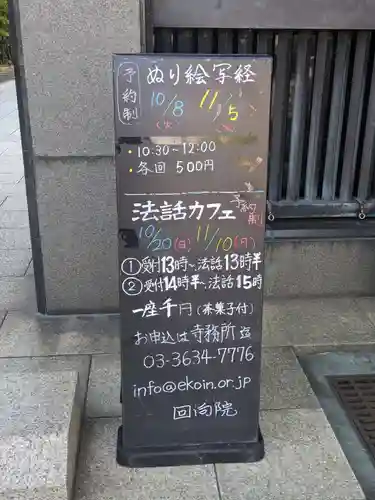 予約制
ぬり絵写経
10/8 11/5
(火)
・10:30~12:00
・各回 500円
法話カフェ 予約制
10/20(日) 11/10(日)
①受付13時~法話13時半
②受付14時半~法話15時
一座千円(茶菓子付)
お申込は寺務所迄
03-3634-7776
info@ekoin.or.jp
回向院